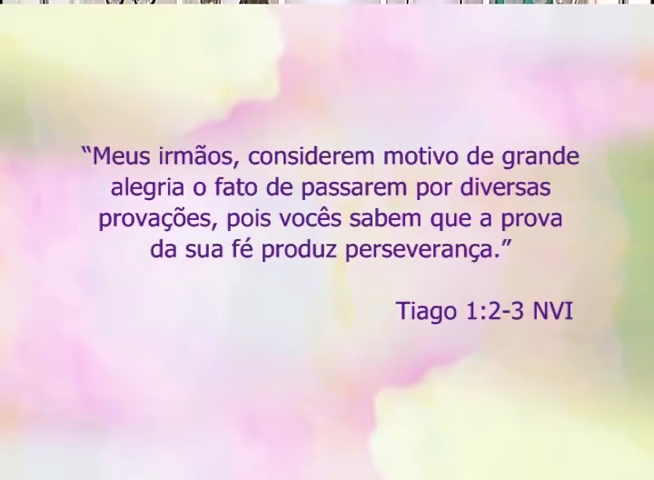 “Meus irmãos, considerem motivo de grande
alegria o fato de passarem por diversas
provações, pois vocês sabem que a prova
da sua fé produz perseverança.”
Tiago 1:2-3 NVI